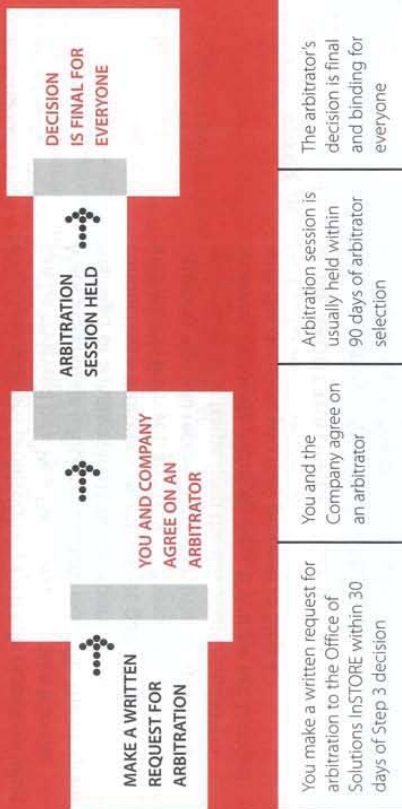 MAKE A WRITTEN
REQUEST FOR
ARBITRATION
YOU AND COMPANY
AGREE ON AN
ARBITRATOR
ARBITRATION
SESSION HELD
DECISION
IS FINAL FOR
EVERYONE
You make a written request for
arbitration to the Office of
Solutions InSTORE within 30
days of Step 3 decision
You and the
Company agree on
an arbitrator
Arbitration session is
usually held within
90 days of arbitrator
selection
The arbitrator's
decision is final
and binding for
everyone